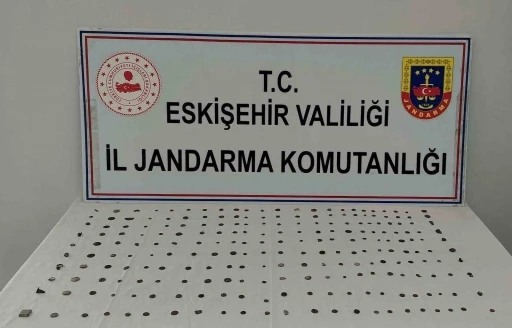 T.C.
ESKİŞEHİR VALİLİĞİ
İL JANDARMA KOMUTANLIĞI
JANDARMA